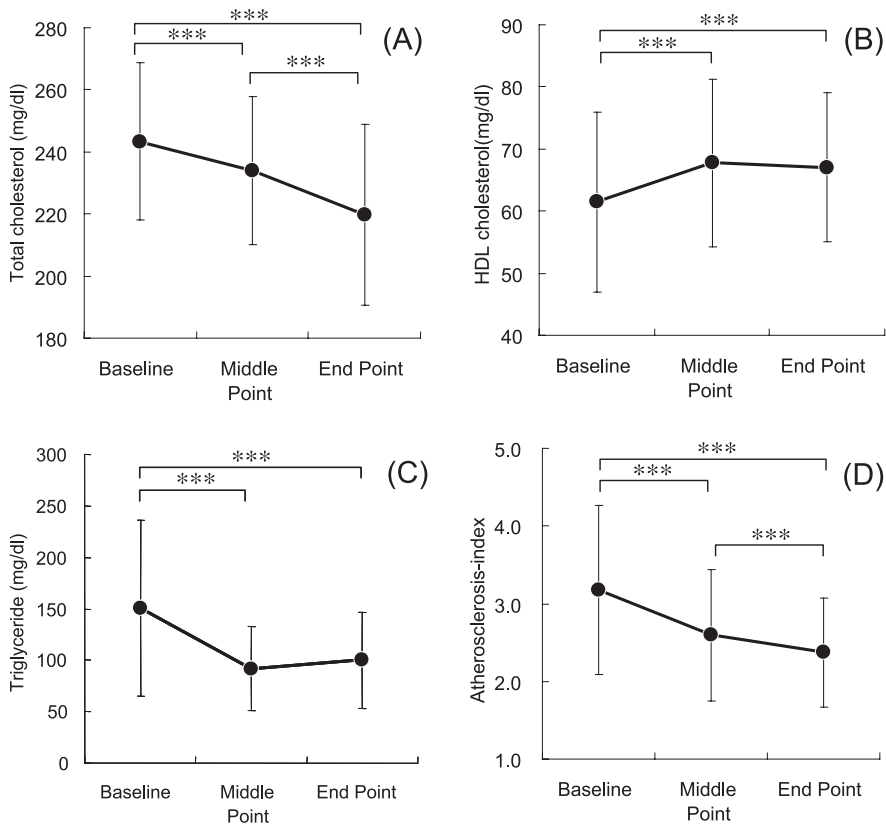 (A)
Total cholesterol (mg/dl)
280
260
240
220
200
180
***
***
***
Baseline
Middle
Point
End Point
(B)
HDL cholesterol(mg/dl)
90
80
70
60
50
40
***
***
Baseline
Middle
Point
End Point
(C)
Triglyceride (mg/dl)
300
250
200
150
100
50
0
***
***
Baseline
Middle
Point
End Point
(D)
Atherosclerosis-index
5.0
4.0
3.0
2.0
1.0
***
***
***
Baseline
Middle
Point
End Point